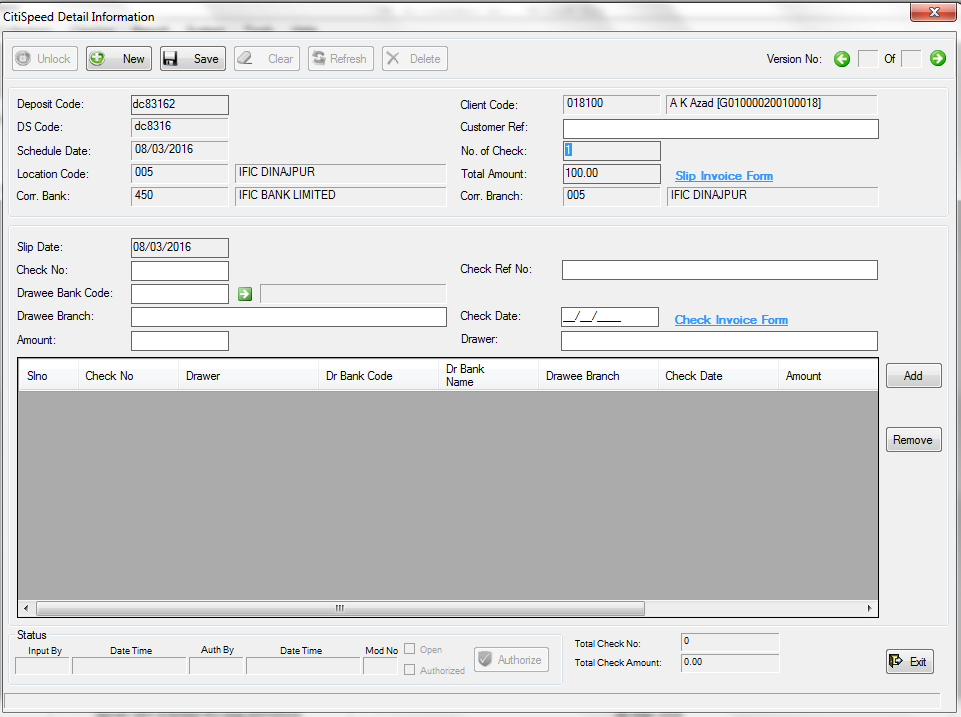 CitiSpeed Detail Information
Unlock New Save Clear Refresh Delete Version No: Of
Deposit Code: dc83162 Client Code: 018100 A K Azad [G010000200100018]
DS Code: dc8316 Customer Ref:
Schedule Date: 08/03/2016 No. of Check: 1
Location Code: 005 IFIC DINAJPUR Total Amount: 100.00 Slip Invoice Form
Corr. Bank: 450 IFIC BANK LIMITED Corr. Branch: 005 IFIC DINAJPUR
Slip Date: 08/03/2016
Check No: Check Ref No:
Drawee Bank Code:
Drawee Branch: Check Date: __/__/____ Check Invoice Form
Amount: Drawer:
Slno Check No Drawer Dr Bank Code Dr Bank Name Drawee Branch Check Date Amount Add
Remove
Status
Input By Date Time Auth By Date Time Mod No Open Total Check No: 0
Authorized Authorize Total Check Amount: 0.00 Exit